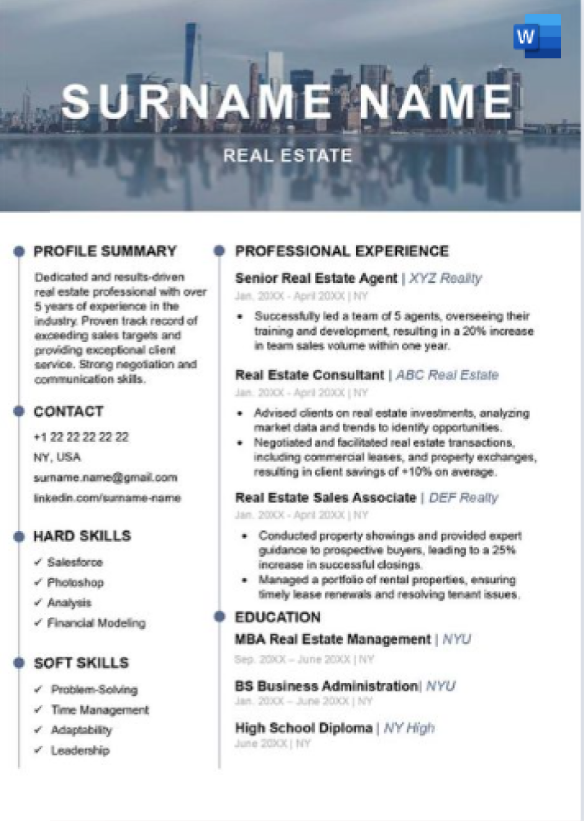 W
SURNAME NAME
REAL ESTATE
PROFILE SUMMARY
Dedicated and results-driven
real estate professional with over
5 years of experience in the
industry. Proven track record of
exceeding sales targets and
providing exceptional client
service. Strong negotiation and
communication skills.
CONTACT
+1 22 22 22 22 22
NY, USA
surname.name@gmail.com
linkedin.com/surname-name
HARD SKILLS
✓ Salesforce
✓ Photoshop
✓ Analysis
✓ Financial Modeling
SOFT SKILLS
✓ Problem-Solving
✓ Time Management
✓ Adaptability
✓ Leadership
PROFESSIONAL EXPERIENCE
Senior Real Estate Agent | XYZ Reality
Jan. 20XX - April 20XX | NY
• Successfully led a team of 5 agents, overseeing their
training and development, resulting in a 20% increase
in team sales volume within one year.
Real Estate Consultant | ABC Real Estate
Jan. 20XX - April 20XX | NY
• Advised clients on real estate investments, analyzing
market data and trends to identify opportunities.
• Negotiated and facilitated real estate transactions,
including commercial leases, and property exchanges,
resulting in client savings of +10% on average.
Real Estate Sales Associate | DEF Realty
Jan. 20XX - April 20XX | NY
• Conducted property showings and provided expert
guidance to prospective buyers, leading to a 25%
increase in successful closings.
• Managed a portfolio of rental properties, ensuring
timely lease renewals and resolving tenant issues.
EDUCATION
MBA Real Estate Management | NYU
Sep. 20XX – June 20XX | NY
BS Business Administration| NYU
Jan. 20XX – June 20XX | NY
High School Diploma | NY High
June 20XX | NY